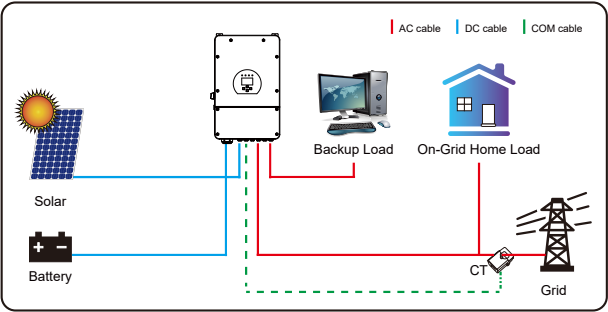 AC cable
DC cable
COM cable
Backup Load
On-Grid Home Load
Solar
Battery
CT
Grid